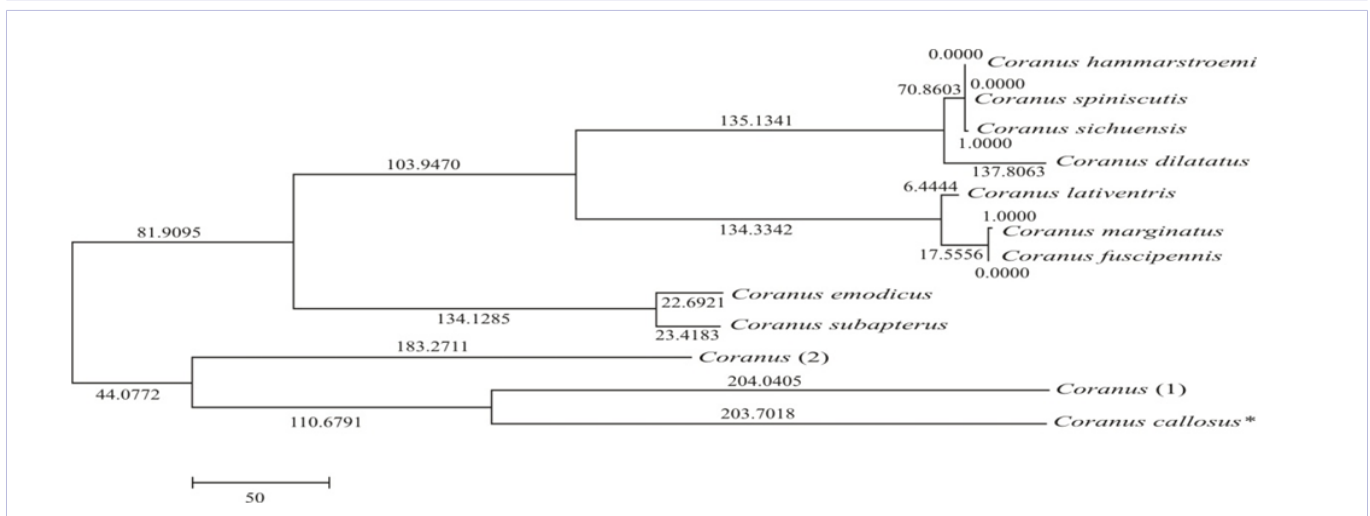 0.0000
Coranus hammarstroemi
0.0000
70.8603
Coranus spiniscutis
135.1341
Coranus sichuensis
1.0000
103.9470
Coranus dilatatus
137.8063
6.4444
Coranus lativentris
1.0000
134.3342
Coranus marginatus
81.9095
17.5556
Coranus fuscipennis
0.0000
Coranus emodicus
22.6921
134.1285
Coranus subapterus
23.4183
183.2711
Coranus (2)
204.0405
Coranus (1)
44.0772
203.7018
110.6791
Coranus callosus*
50